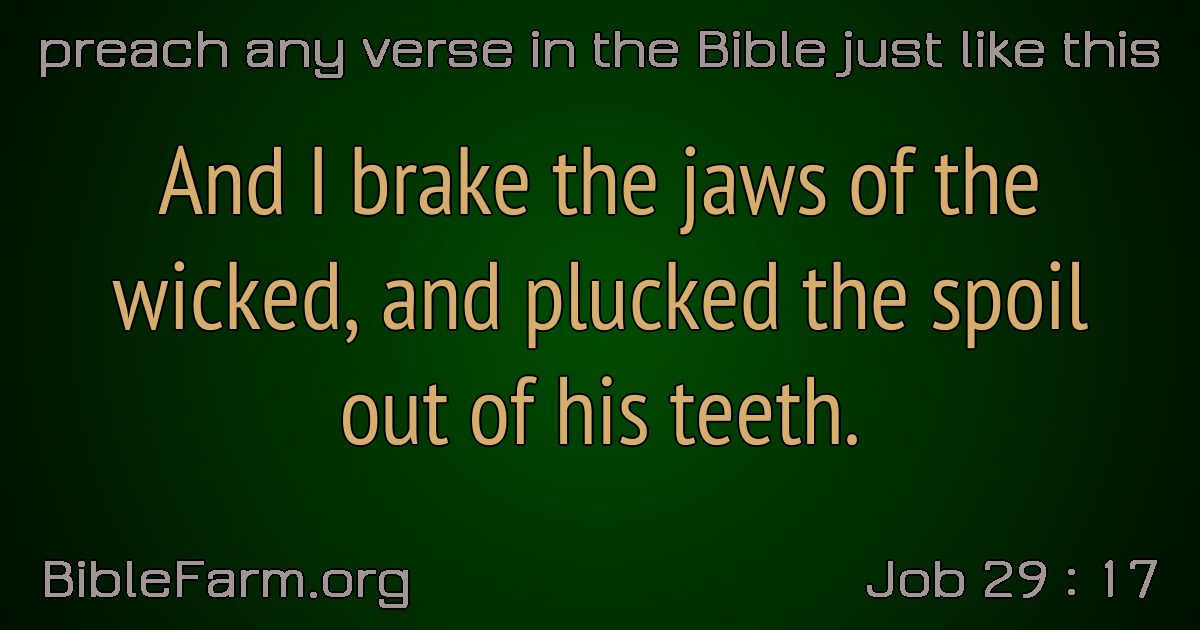 preach any verse in the Bible just like this
And I brake the jaws of the
wicked, and plucked the spoil
out of his teeth.
BibleFarm.org
Job 29 : 17